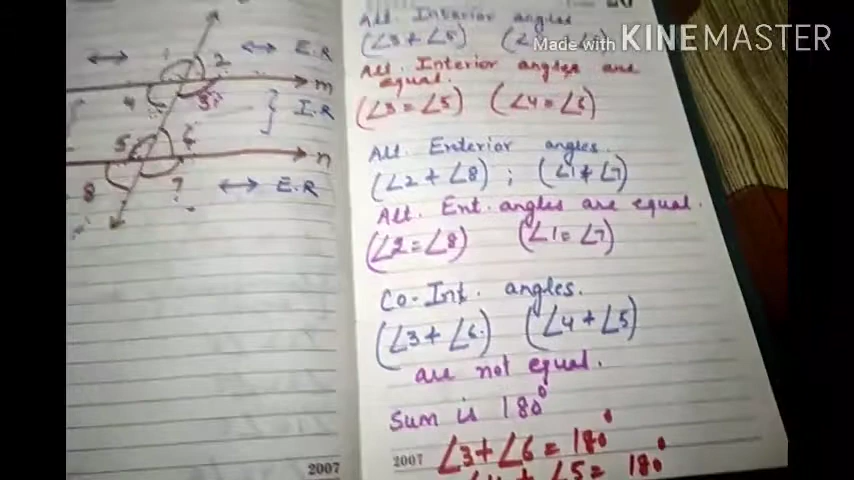 E.R
1
2
m
4
3
I.R
5
6
n
8
7
E.R
2007
All. Interior angles
(∠3 + ∠5)
Made with KINEMASTER
All. Interior angles are
equal.
(∠3 = ∠5) (∠4 = ∠6)
All. Exterior angles.
(∠2 + ∠8) ; (∠1 + ∠7)
All. Ext. angles are equal.
(∠2 = ∠8) (∠1 = ∠7)
Co-Int. angles.
(∠3 + ∠6) (∠4 + ∠5)
are not equal.
Sum is 180°
2007 ∠3 + ∠6 = 180°
∠4 + ∠5 = 180°